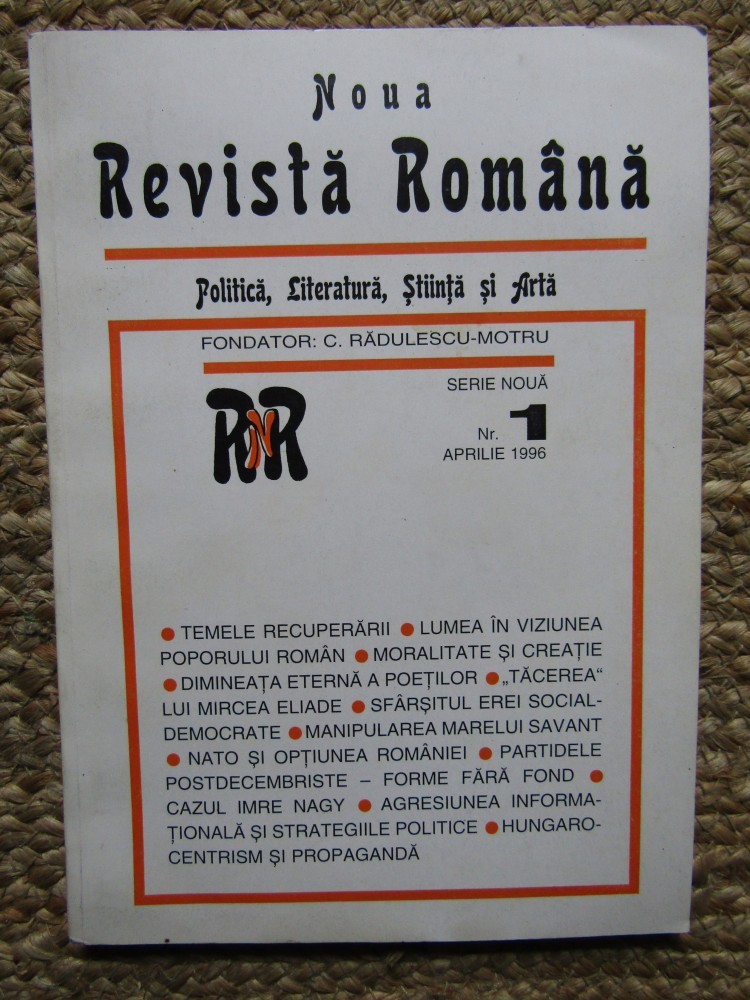 Noua
Revistă Română
Politică, Literatură, Știință și Artă
FONDATOR: C. RĂDULESCU-MOTRU
SERIE NOUĂ
RNR
Nr. 1
APRILIE 1996
● TEMELE RECUPERĂRII ● LUMEA ÎN VIZIUNEA
POPORULUI ROMÂN ● MORALITATE ȘI CREAȚIE
● DIMINEAȚA ETERNĂ A POEȚILOR ● „TĂCEREA“
LUI MIRCEA ELIADE ● SFÂRȘITUL EREI SOCIAL-
DEMOCRATE ● MANIPULAREA MARELUI SAVANT
● NATO ȘI OPȚIUNEA ROMÂNIEI ● PARTIDELE
POSTDECEMBRISTE – FORME FĂRĂ FOND ●
CAZUL IMRE NAGY ● AGRESIUNEA INFORMA-
ȚIONALĂ ȘI STRATEGIILE POLITICE ● HUNGARO-
CENTRISM ȘI PROPAGANDĂ